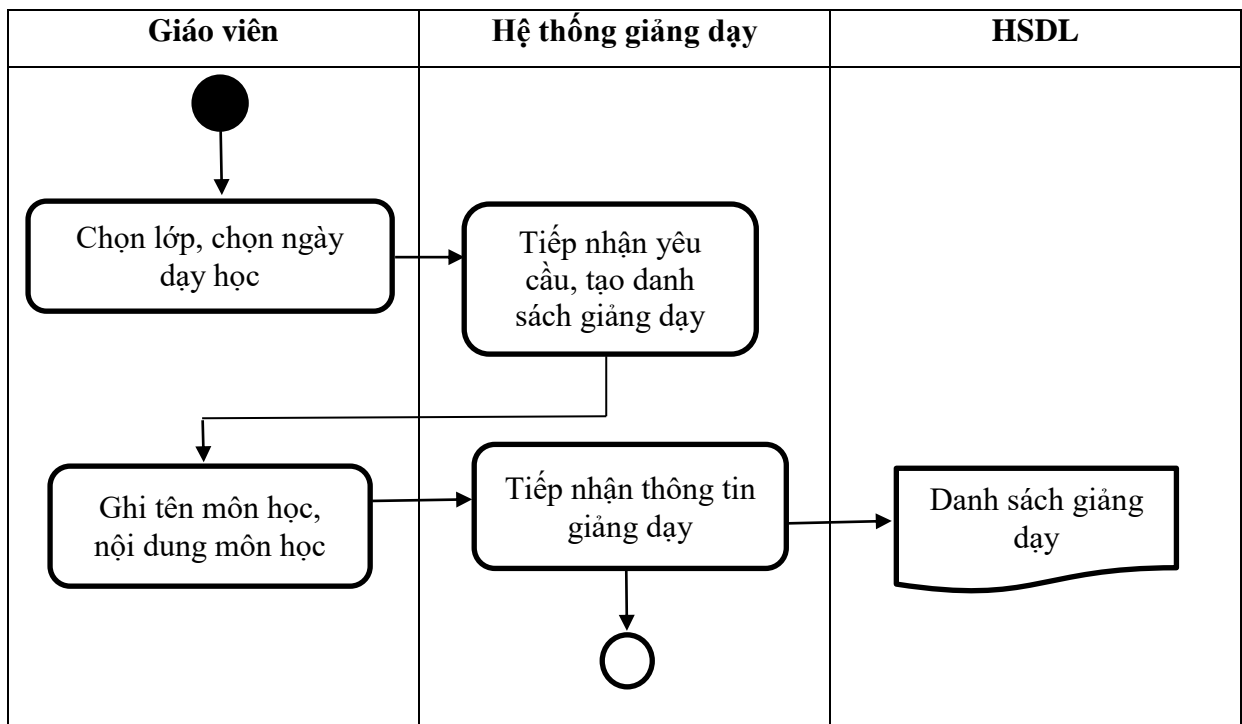 Giáo viên
Hệ thống giảng dạy
HSDL
Chọn lớp, chọn ngày
dạy học
Tiếp nhận yêu
cầu, tạo danh
sách giảng dạy
Ghi tên môn học,
nội dung môn học
Tiếp nhận thông tin
giảng dạy
Danh sách giảng
dạy